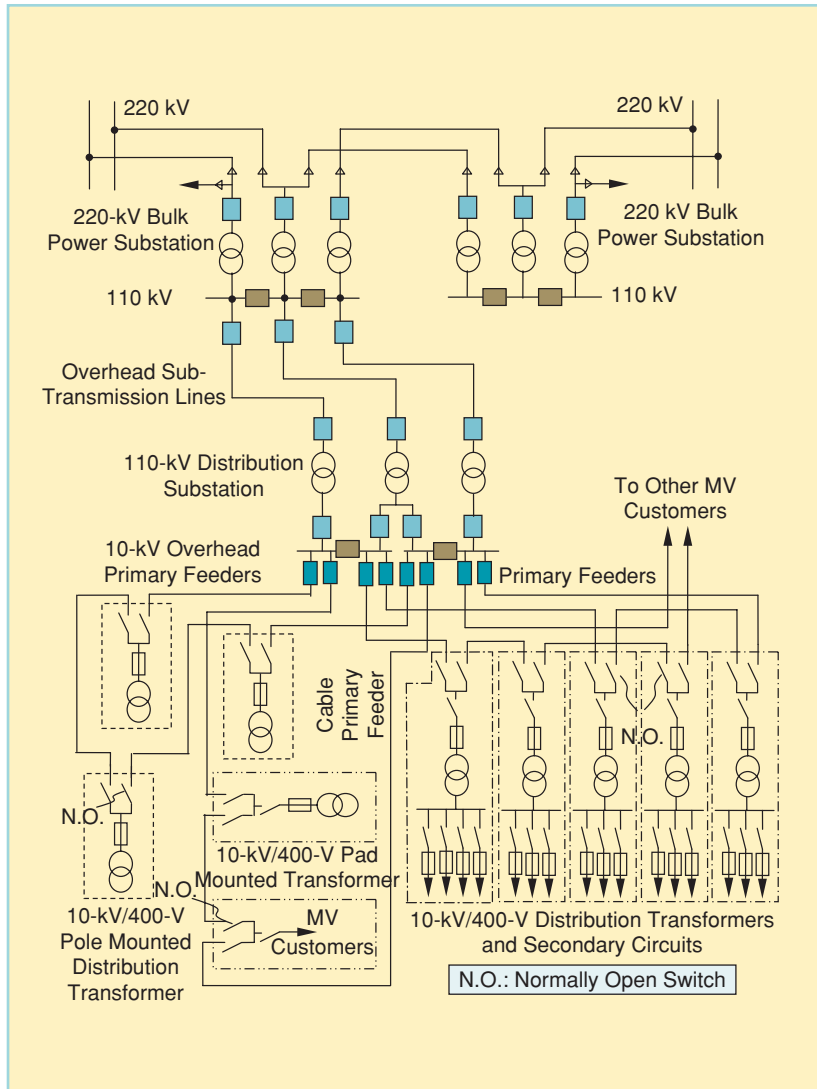 220 kV
220 kV
220-kV Bulk
Power Substation
220 kV Bulk
Power Substation
110 kV
110 kV
Overhead Sub-
Transmission Lines
110-kV Distribution
Substation
To Other MV
Customers
10-kV Overhead
Primary Feeders
Primary Feeders
Cable
Primary
Feeder
N.O.
N.O.
10-kV/400-V Pad
Mounted Transformer
N.O.
MV
Customers
10-kV/400-V
Pole Mounted
Distribution
Transformer
10-kV/400-V Distribution Transformers
and Secondary Circuits
N.O.: Normally Open Switch